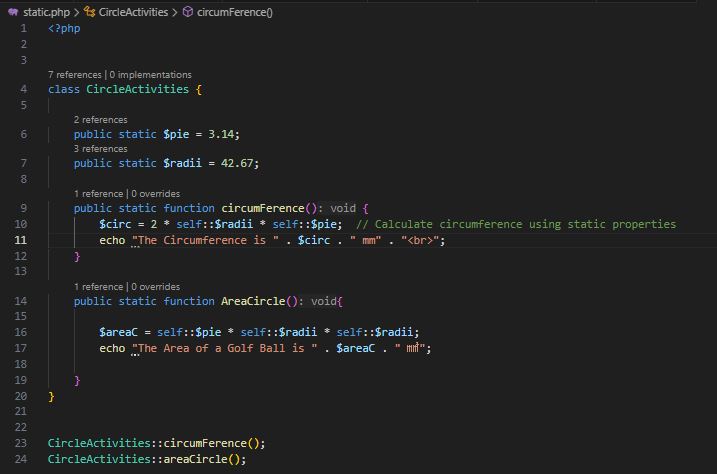 static.php > CircleActivities > circumFerence()
1 <?php
2
3
7 references | 0 implementations
4 class CircleActivities {
5
2 references
6 public static $pie = 3.14;
3 references
7 public static $radii = 42.67;
8
1 reference | 0 overrides
9 public static function circumFerence(): void {
10 $circ = 2 * self::$radii * self::$pie;  // Calculate circumference using static properties
11 echo "The Circumference is " . $circ . " mm" . "<br>";
12 }
13
1 reference | 0 overrides
14 public static function AreaCircle(): void{
15
16 $areaC = self::$pie * self::$radii * self::$radii;
17 echo "The Area of a Golf Ball is " . $areaC . " ㎟";
18
19 }
20 }
21
22
23 CircleActivities::circumFerence();
24 CircleActivities::areaCircle();